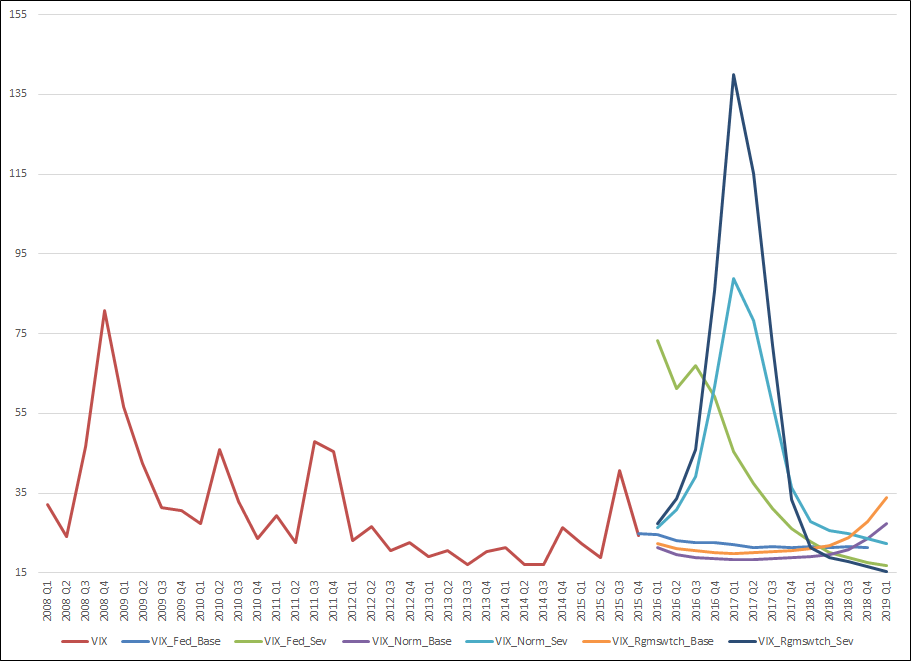 155
135
115
95
75
55
35
15
2008 Q1
2008 Q2
2008 Q3
2008 Q4
2009 Q1
2009 Q2
2009 Q3
2009 Q4
2010 Q1
2010 Q2
2010 Q3
2010 Q4
2011 Q1
2011 Q2
2011 Q3
2011 Q4
2012 Q1
2012 Q2
2012 Q3
2012 Q4
2013 Q1
2013 Q2
2013 Q3
2013 Q4
2014 Q1
2014 Q2
2014 Q3
2014 Q4
2015 Q1
2015 Q2
2015 Q3
2015 Q4
2016 Q1
2016 Q2
2016 Q3
2016 Q4
2017 Q1
2017 Q2
2017 Q3
2017 Q4
2018 Q1
2018 Q2
2018 Q3
2018 Q4
2019 Q1
VIX VIX_Fed_Base VIX_Fed_Sev VIX_Norm_Base VIX_Norm_Sev VIX_Rgmswtch_Base VIX_Rgmswtch_Sev